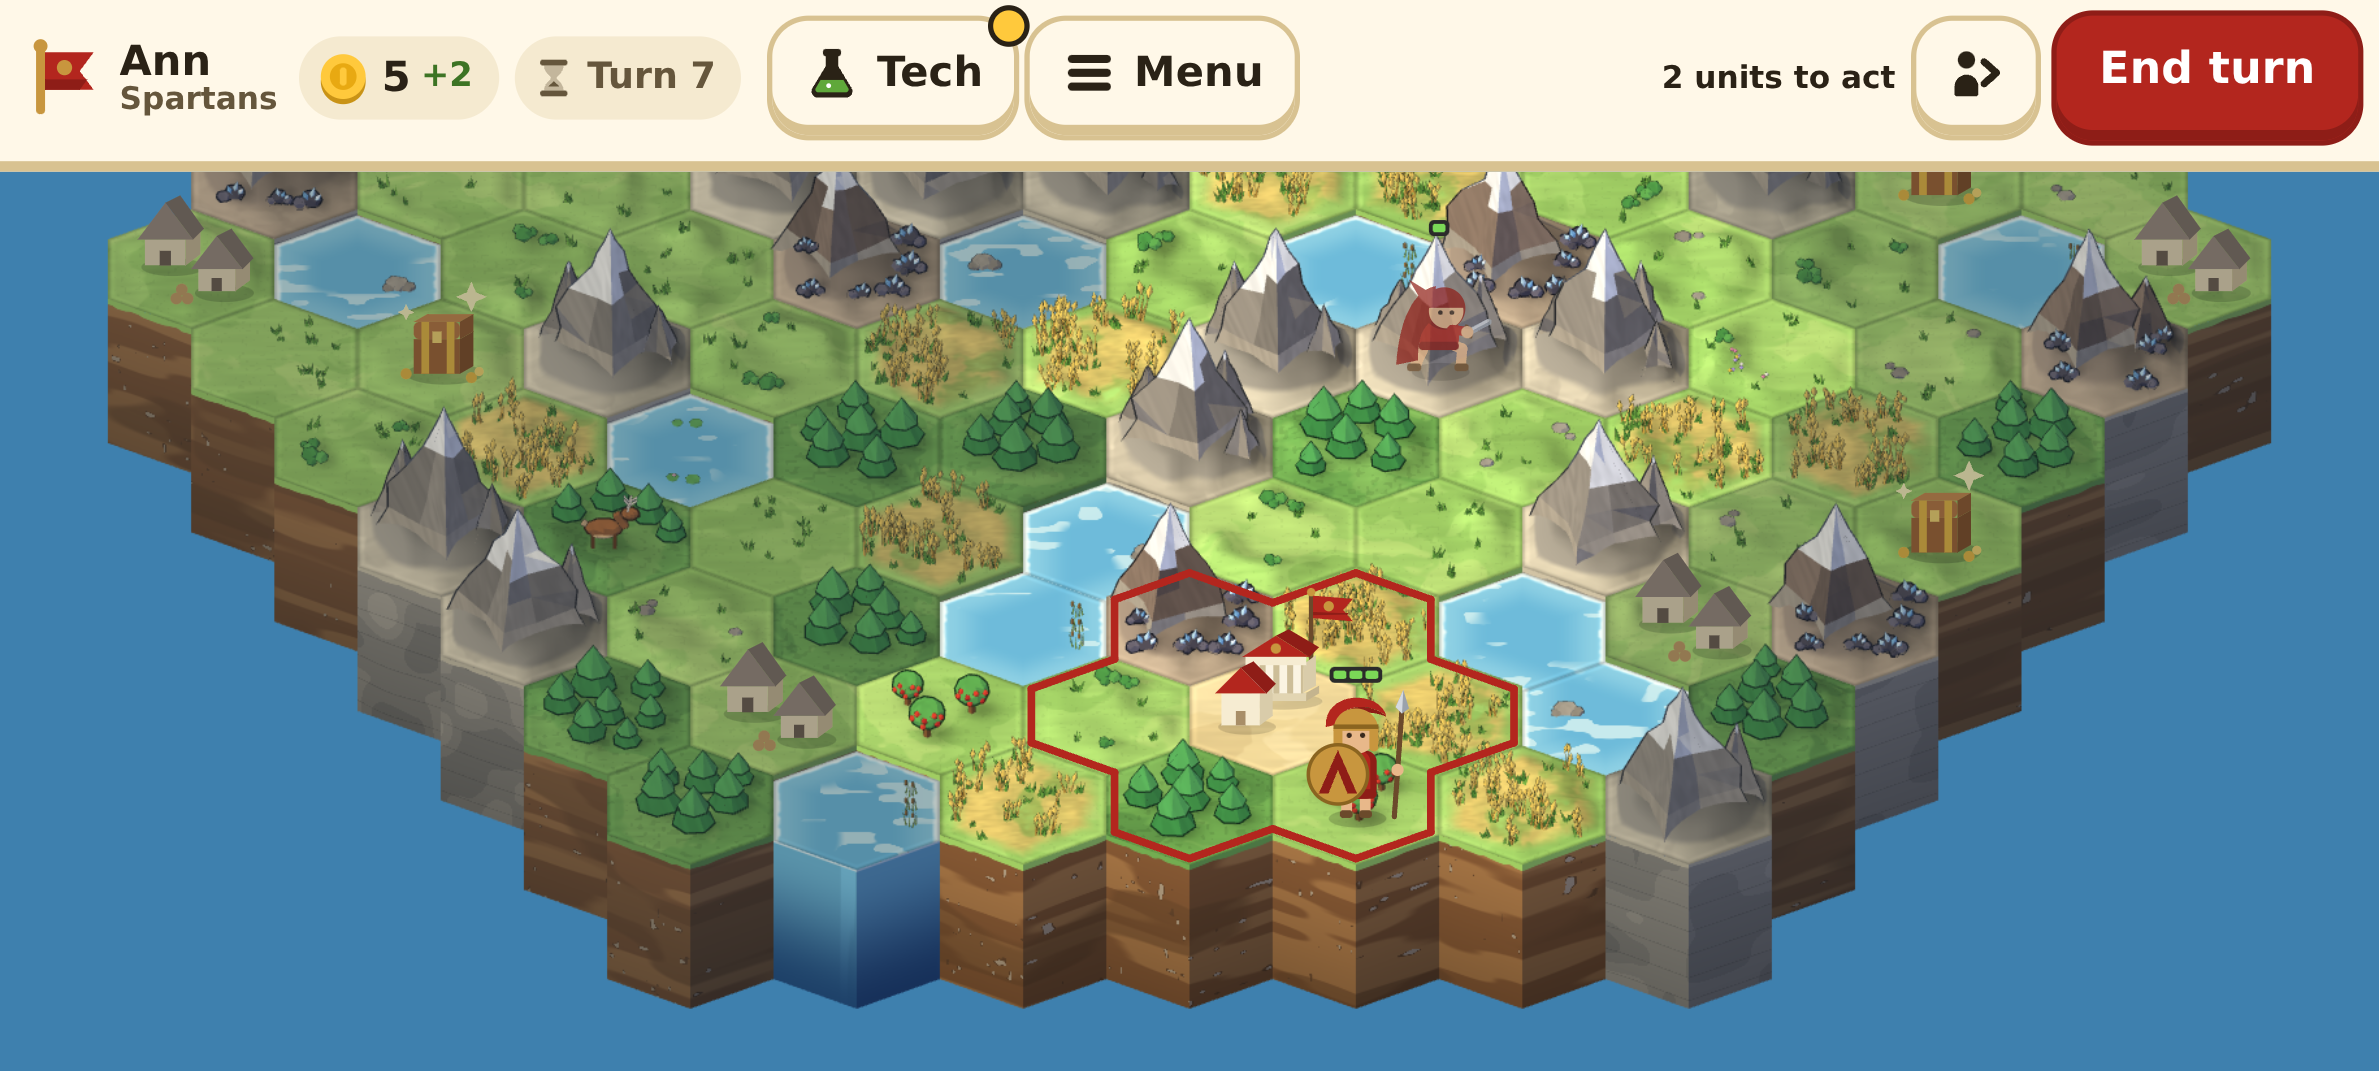 Ann
Spartans
5 +2
Turn 7
Tech
Menu
2 units to act
End turn